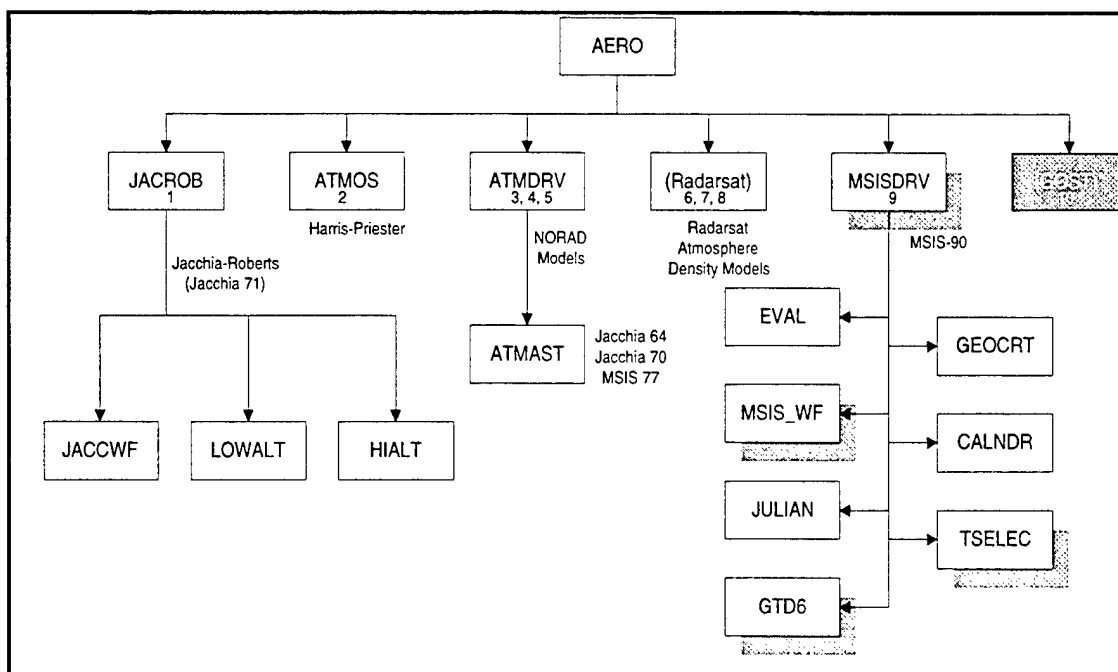 AERO
JACROB
1
ATMOS
2
ATMDRV
3, 4, 5
(Radarsat)
6, 7, 8
MSISDRV
9
Harris-Priester
NORAD
Models
Radarsat
Atmosphere
Density Models
MSIS-90
Jacchia-Roberts
(Jacchia 71)
ATMAST
Jacchia 64
Jacchia 70
MSIS 77
EVAL
GEOCRT
MSIS_WF
CALNDR
JACCWF
LOWALT
HIALT
JULIAN
TSELEC
GTD6